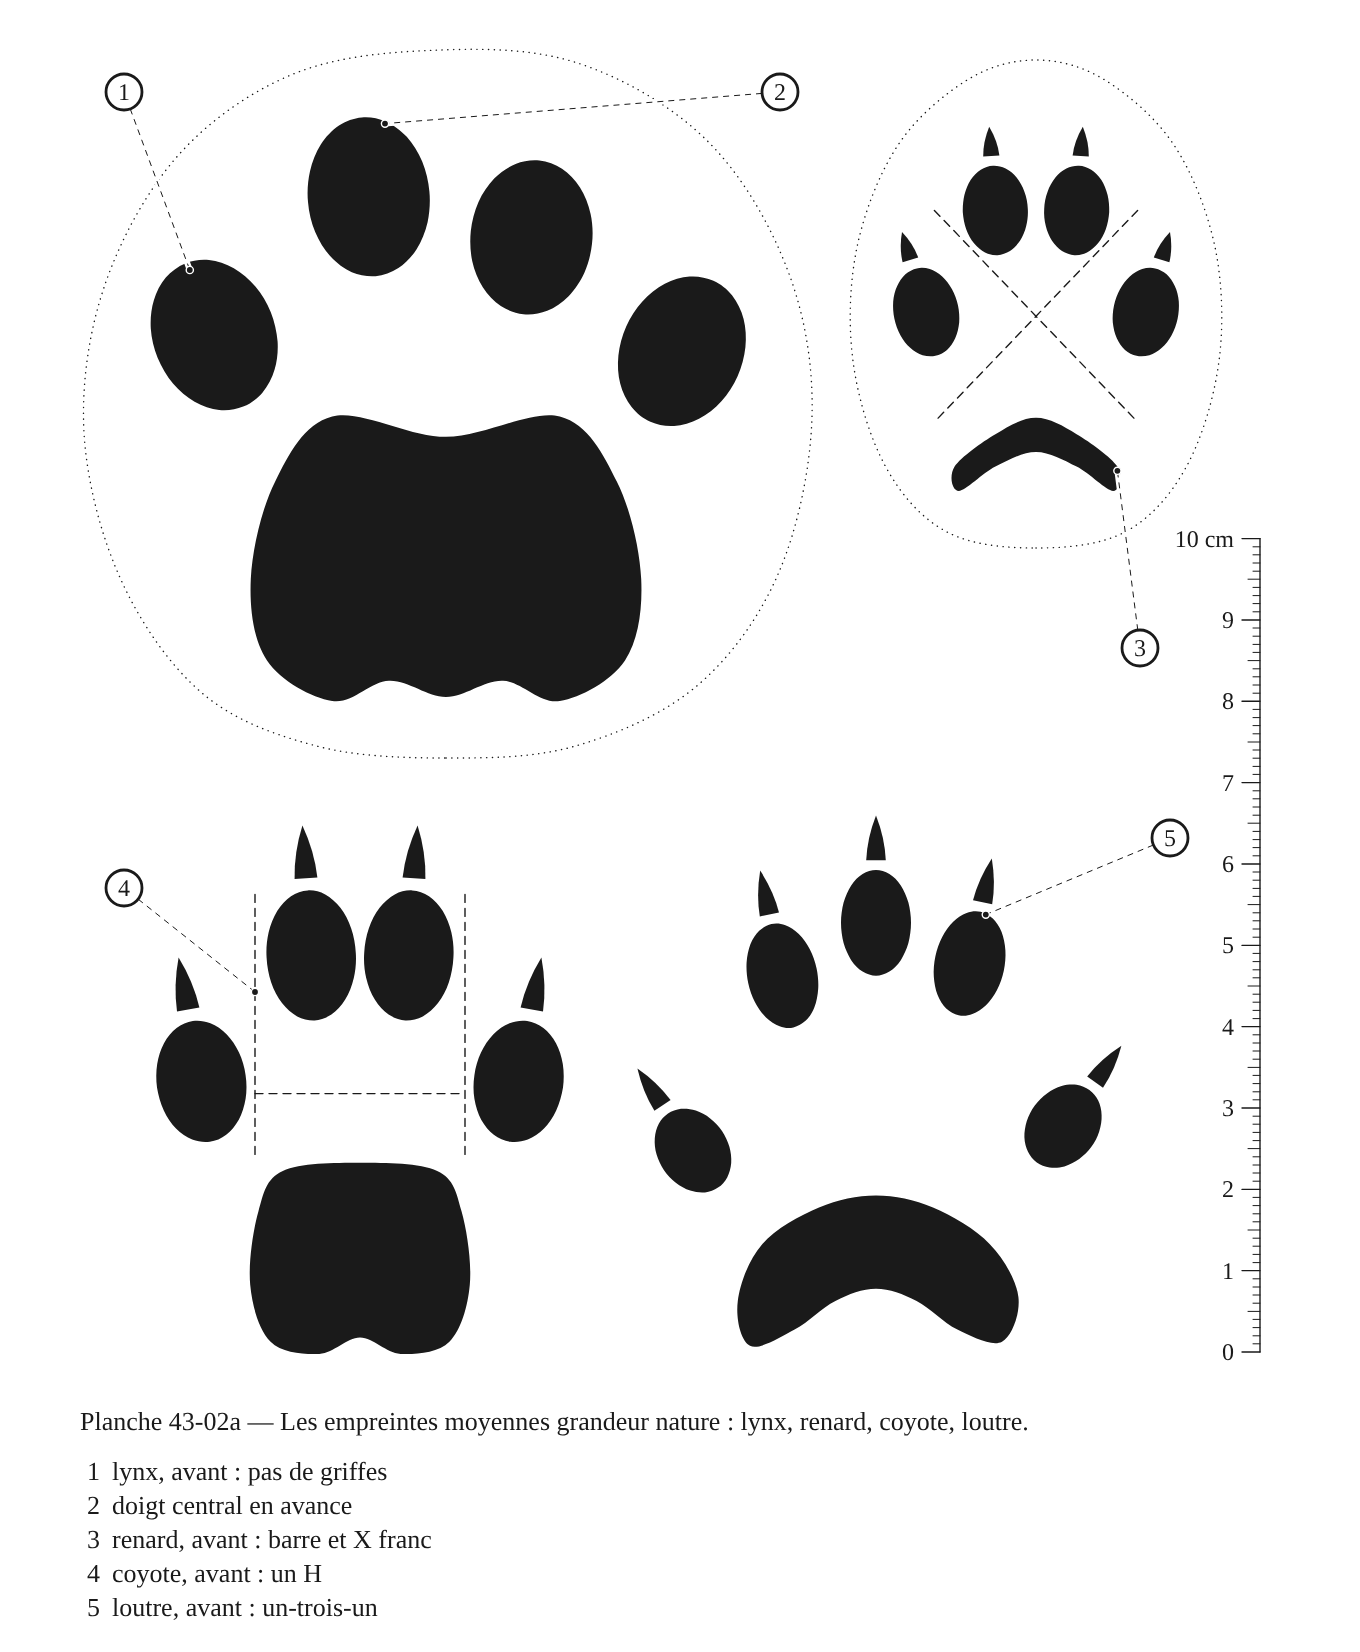 1
2
3
10 cm
9
8
7
6
5
4
3
2
1
0
4
5
Planche 43-02a — Les empreintes moyennes grandeur nature : lynx, renard, coyote, loutre.
1 lynx, avant : pas de griffes
2 doigt central en avance
3 renard, avant : barre et X franc
4 coyote, avant : un H
5 loutre, avant : un-trois-un